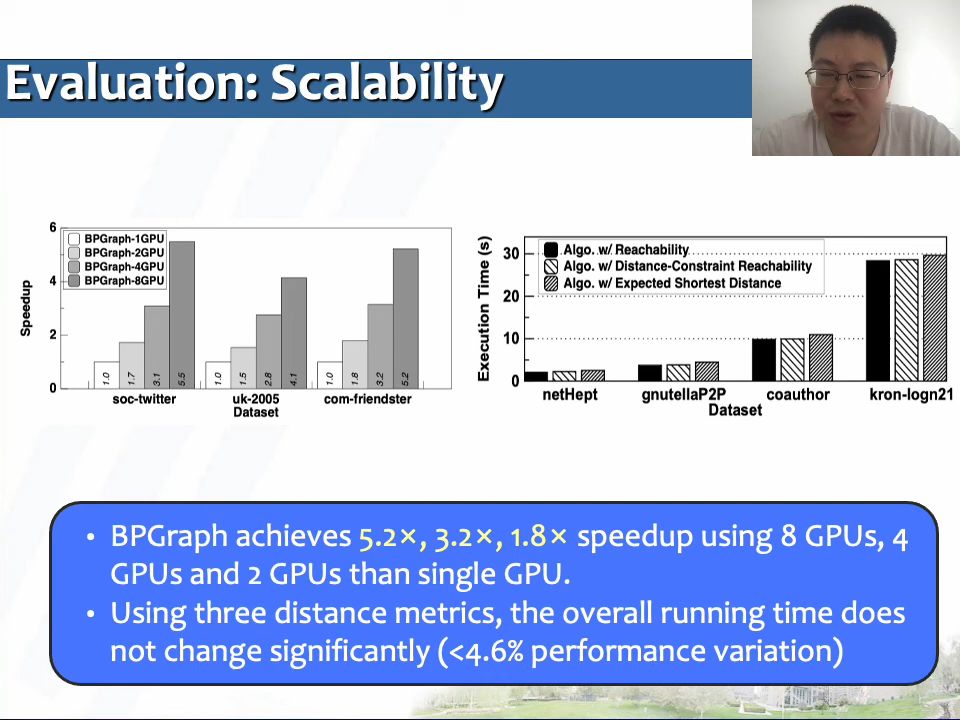 Evaluation: Scalability
6
4
2
0
Speedup
BPGraph-1GPU
BPGraph-2GPU
BPGraph-4GPU
BPGraph-8GPU
1.0
1.7
3.1
5.5
1.0
1.5
2.8
4.1
1.0
1.8
3.2
5.2
soc-twitter
uk-2005
com-friendster
Dataset
30
20
10
0
Execution Time (s)
Algo. w/ Reachability
Algo. w/ Distance-Constraint Reachability
Algo. w/ Expected Shortest Distance
netHept
gnutellaP2P
coauthor
kron-logn21
Dataset
• BPGraph achieves 5.2×, 3.2×, 1.8× speedup using 8 GPUs, 4
GPUs and 2 GPUs than single GPU.
• Using three distance metrics, the overall running time does
not change significantly (<4.6% performance variation)